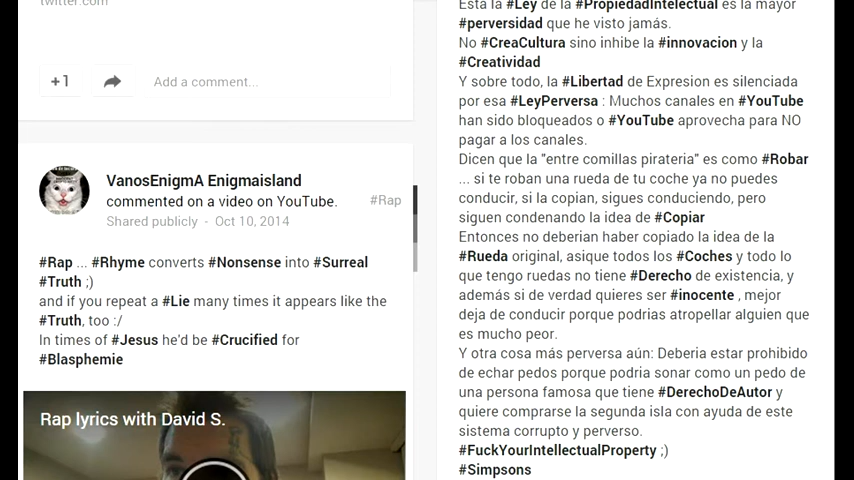 twitter.com
+1
Add a comment...
VanosEnigmA Enigmaisland
commented on a video on YouTube.
#Rap
Shared publicly - Oct 10, 2014
#Rap ... #Rhyme converts #Nonsense into #Surreal
#Truth ;)
and if you repeat a #Lie many times it appears like the
#Truth, too :/
In times of #Jesus he'd be #Crucified for
#Blasphemie
Rap lyrics with David S.
Esta la #Ley de la #PropiedadIntelectual es la mayor
#perversidad que he visto jamás.
No #CreaCultura sino inhibe la #innovacion y la
#Creatividad
Y sobre todo, la #Libertad de Expresion es silenciada
por esa #LeyPerversa : Muchos canales en #YouTube
han sido bloqueados o #YouTube aprovecha para NO
pagar a los canales.
Dicen que la "entre comillas pirateria" es como #Robar
... si te roban una rueda de tu coche ya no puedes
conducir, si la copian, sigues conduciendo, pero
siguen condenando la idea de #Copiar
Entonces no deberian haber copiado la idea de la
#Rueda original, asique todos los #Coches y todo lo
que tengo ruedas no tiene #Derecho de existencia, y
además si de verdad quieres ser #inocente , mejor
deja de conducir porque podrias atropellar alguien que
es mucho peor.
Y otra cosa más perversa aún: Deberia estar prohibido
de echar pedos porque podria sonar como un pedo de
una persona famosa que tiene #DerechoDeAutor y
quiere comprarse la segunda isla con ayuda de este
sistema corrupto y perverso.
#FuckYourIntellectualProperty ;)
#Simpsons